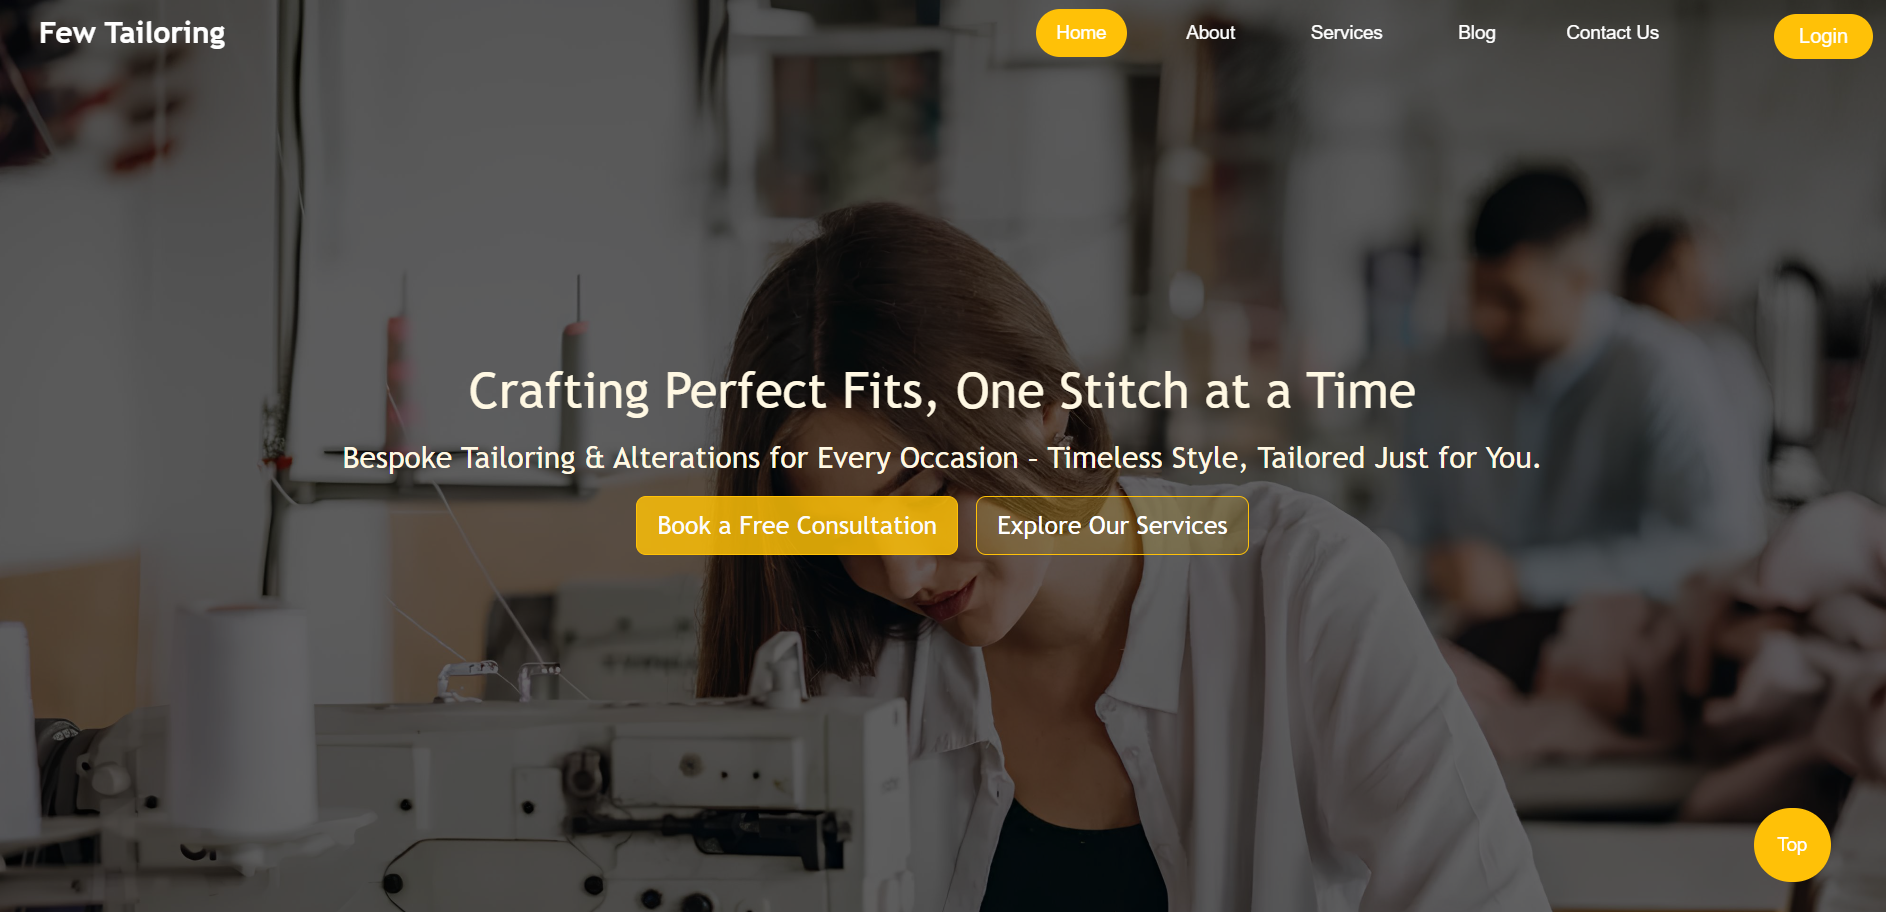 Few Tailoring
Home
About
Services
Blog
Contact Us
Login
Crafting Perfect Fits, One Stitch at a Time
Bespoke Tailoring & Alterations for Every Occasion - Timeless Style, Tailored Just for You.
Book a Free Consultation
Explore Our Services
Top